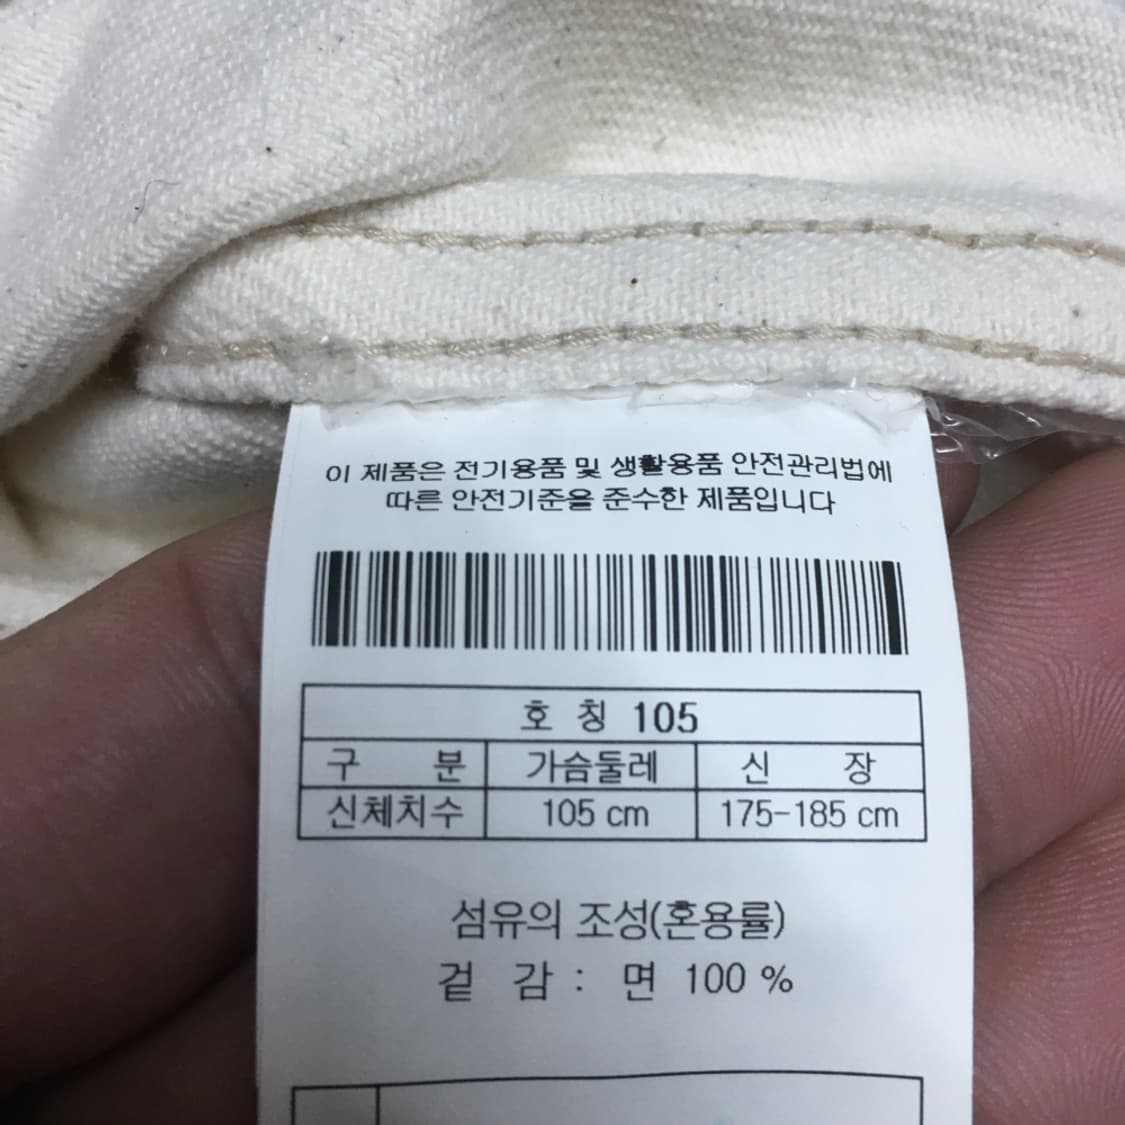 이 제품은 전기용품 및 생활용품 안전관리법에
따른 안전기준을 준수한 제품입니다
호 칭 105
구 분 가슴둘레 신 장
신체치수 105 cm 175-185 cm
섬유의 조성(혼용률)
겉 감 : 면 100 %